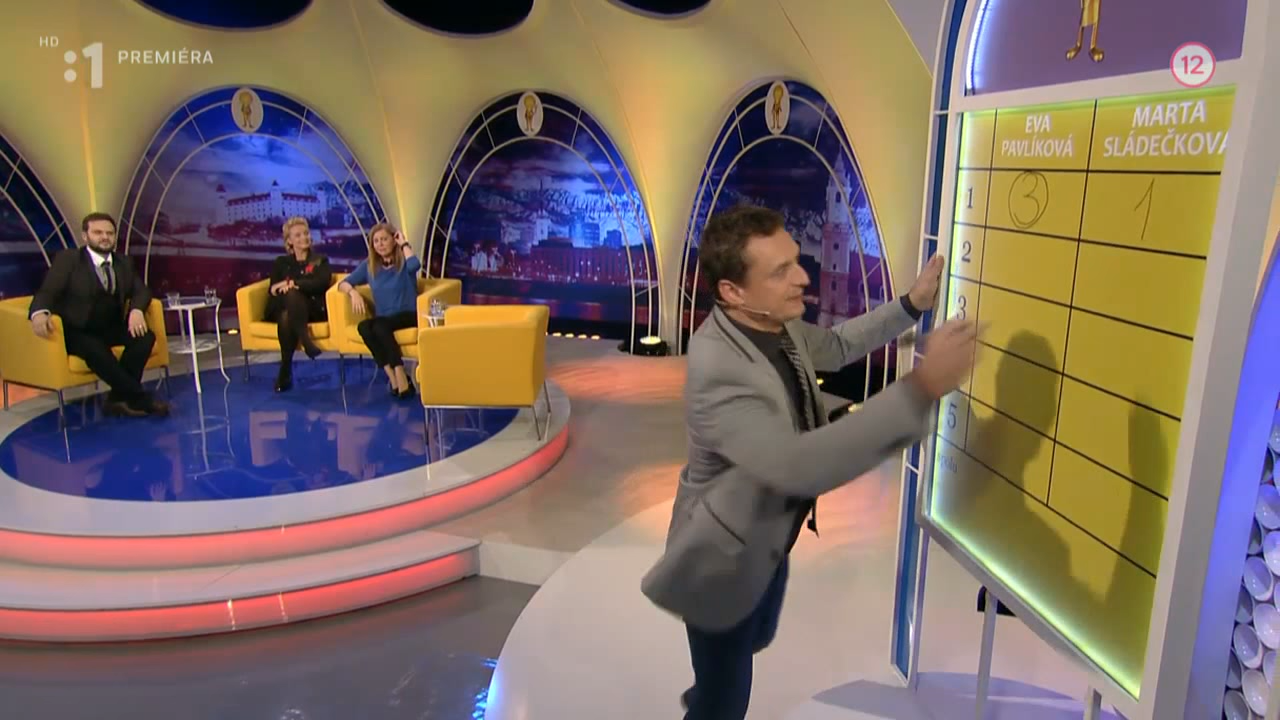 HD
:1 PREMIÉRA
12
EVA
PAVLÍKOVÁ
MARTA
SLÁDEČKOVÁ
1 3 1
2
3
5